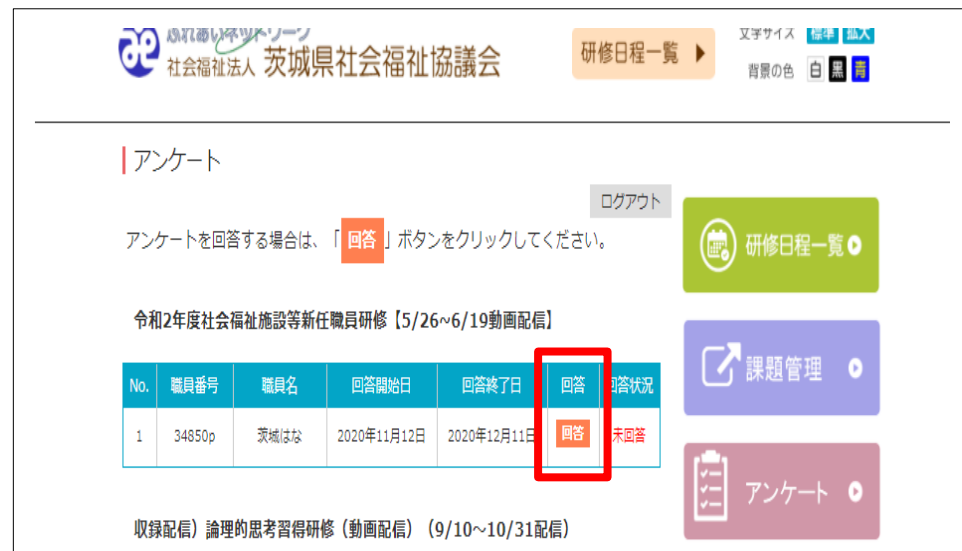 ふれあいネットワーク
社会福祉法人 茨城県社会福祉協議会
研修日程一覧
文字サイズ 標準 拡大
背景の色 白 黒 青
アンケート
ログアウト
アンケートを回答する場合は、「 回答 」ボタンをクリックしてください。
研修日程一覧
令和2年度社会福祉施設等新任職員研修【5/26~6/19動画配信】
課題管理
No. 職員番号 職員名 回答開始日 回答終了日 回答 回答状況
1 34850p 茨城はな 2020年11月12日 2020年12月11日 回答 未回答
アンケート
収録配信）論理的思考習得研修（動画配信）（9/10~10/31配信）